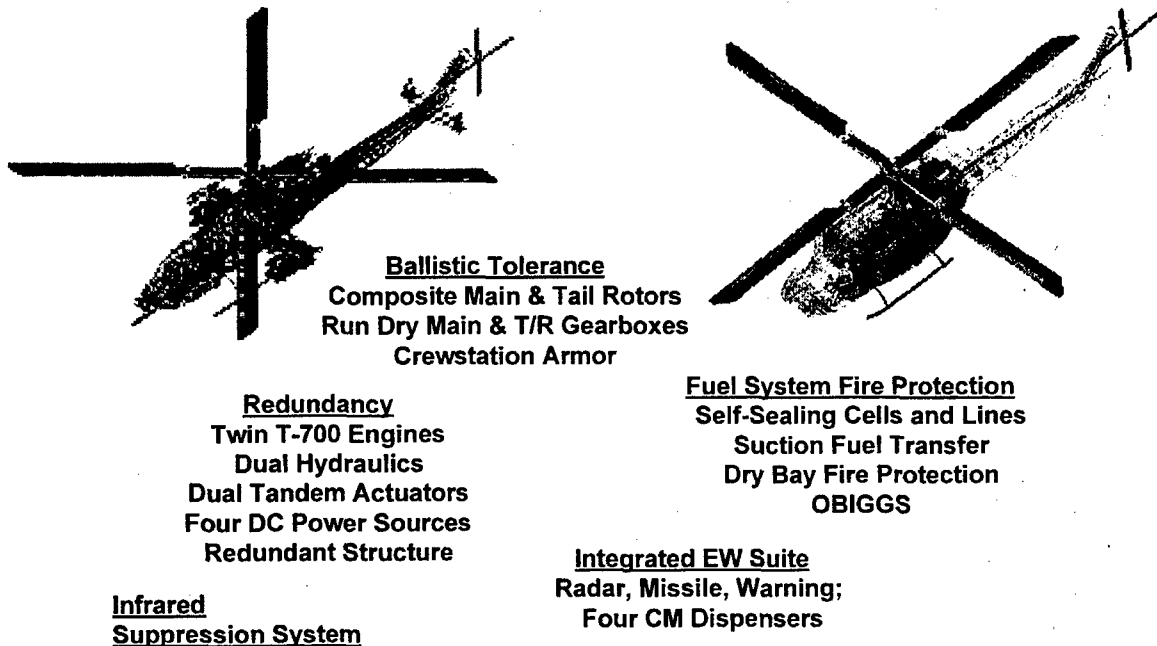 Ballistic Tolerance
Composite Main & Tail Rotors
Run Dry Main & T/R Gearboxes
Crewstation Armor
Redundancy
Twin T-700 Engines
Dual Hydraulics
Dual Tandem Actuators
Four DC Power Sources
Redundant Structure
Fuel System Fire Protection
Self-Sealing Cells and Lines
Suction Fuel Transfer
Dry Bay Fire Protection
OBIGGS
Integrated EW Suite
Radar, Missile, Warning;
Four CM Dispensers
Infrared
Suppression System